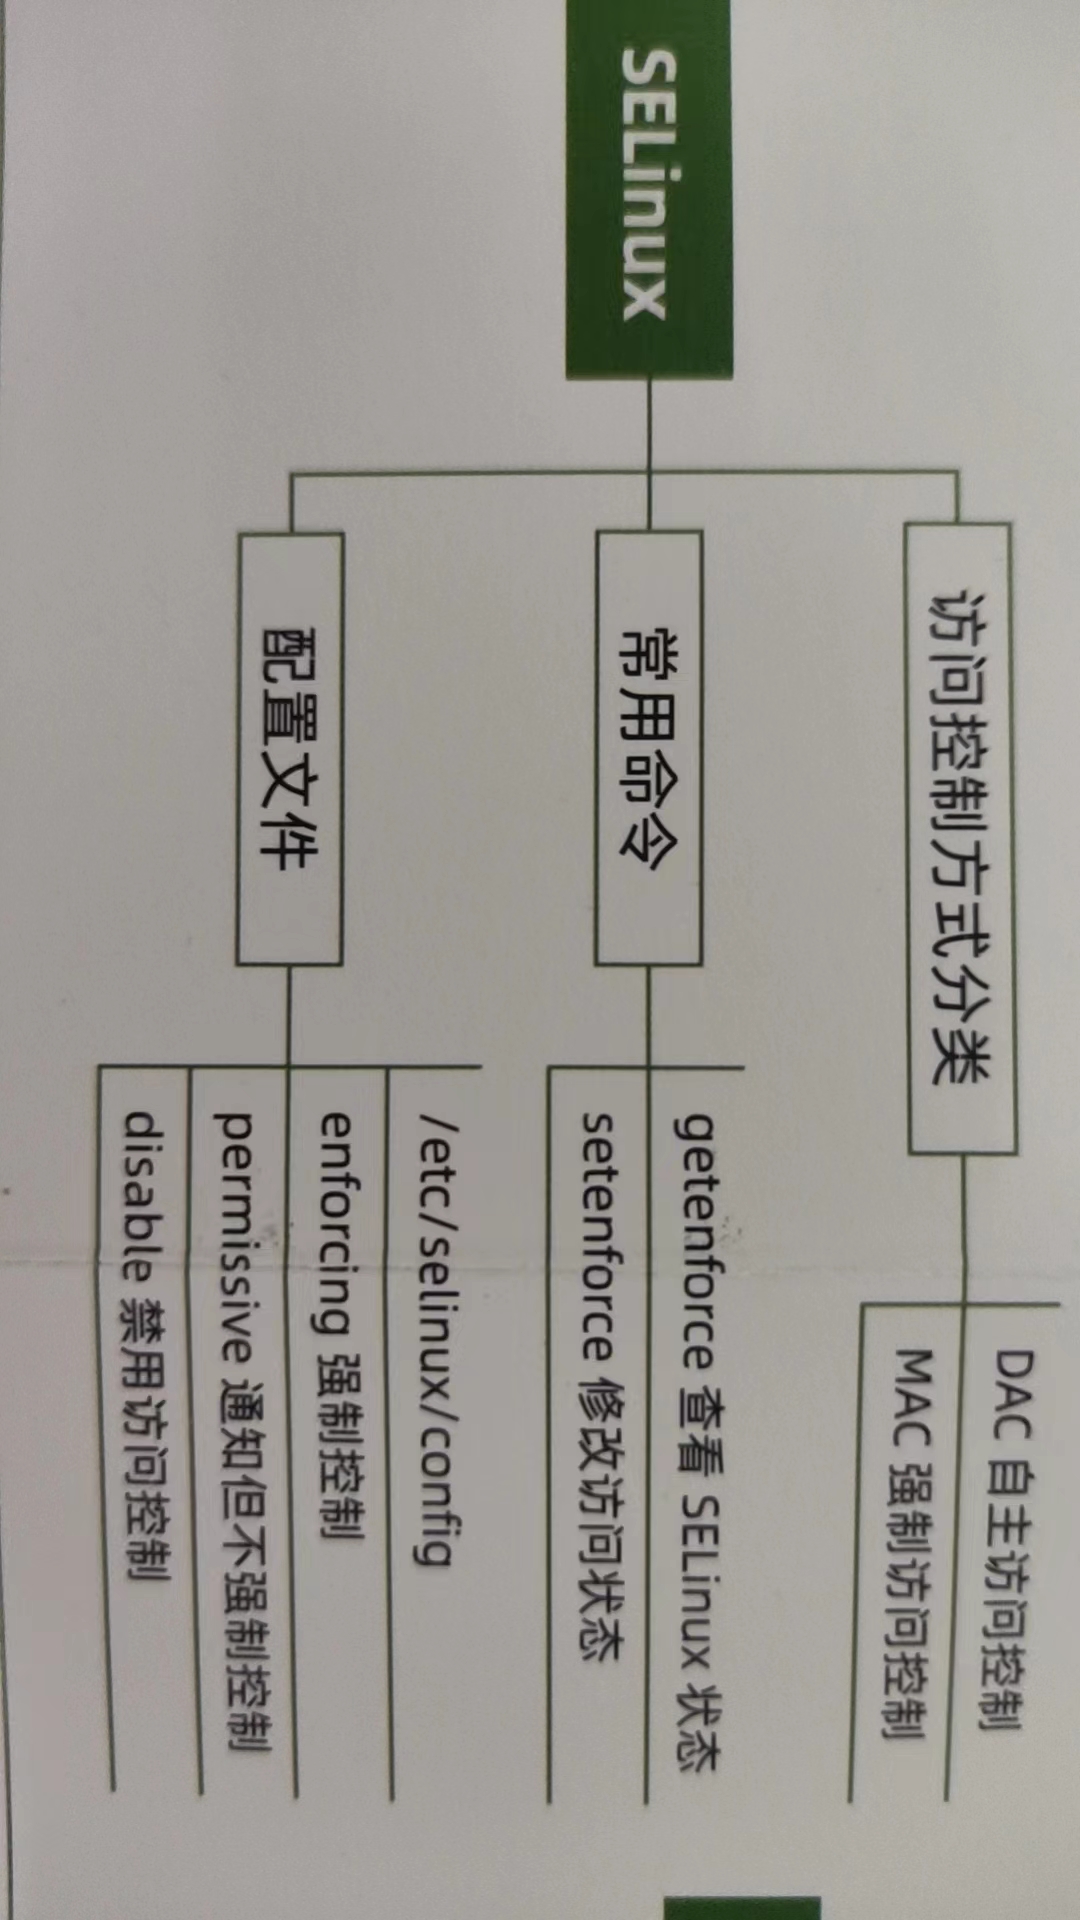 SELinux
访问控制方式分类
DAC 自主访问控制
MAC 强制访问控制
常用命令
getenforce 查看 SELinux 状态
setenforce 修改访问状态
配置文件
/etc/selinux/config
enforcing 强制控制
permissive 通知但不强制控制
disable 禁用访问控制